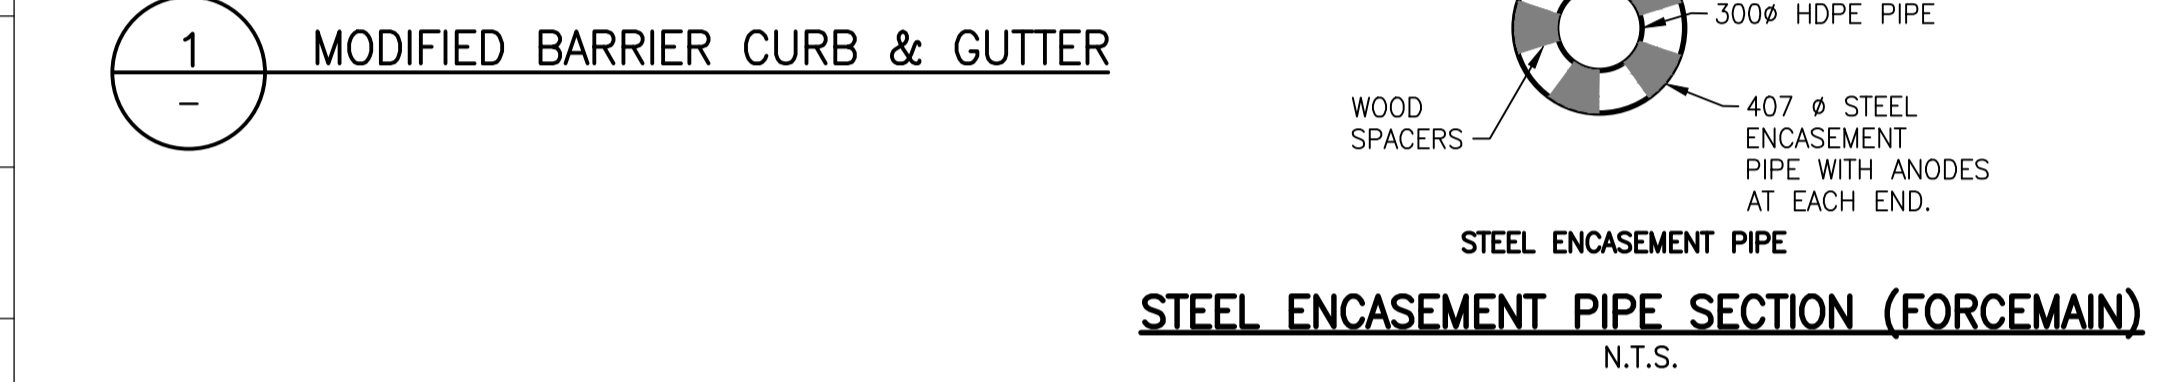 1
–
MODIFIED BARRIER CURB & GUTTER
300ø HDPE PIPE
WOOD
SPACERS
407 ø STEEL
ENCASEMENT
PIPE WITH ANODES
AT EACH END.
STEEL ENCASEMENT PIPE
STEEL ENCASEMENT PIPE SECTION (FORCEMAIN)
N.T.S.